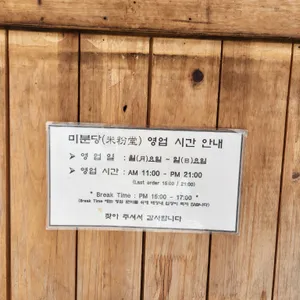 미분당(米粉堂) 영업 시간 안내
➤ 영업 일 : 월(月)요일 ~ 일(日)요일
➤ 영업 시간 : AM 11:00 - PM 21:00
(Last order 15:00 / 21:00)
* Break Time : PM 15:00 - 17:00 *
(Break Time
찾아 주셔서 감사합니다